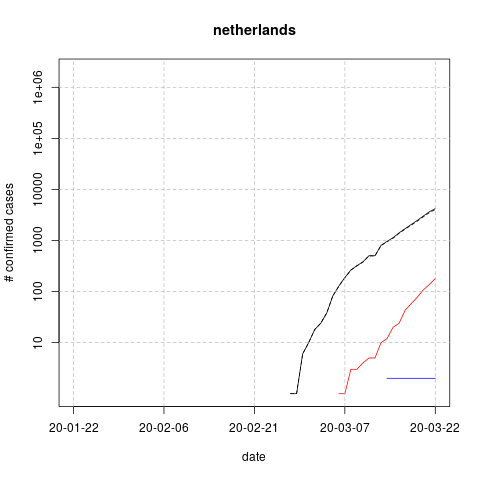 netherlands
# confirmed cases
1e+06
1e+05
10000
1000
100
10
20-01-22
20-02-06
20-02-21
20-03-07
20-03-22
date